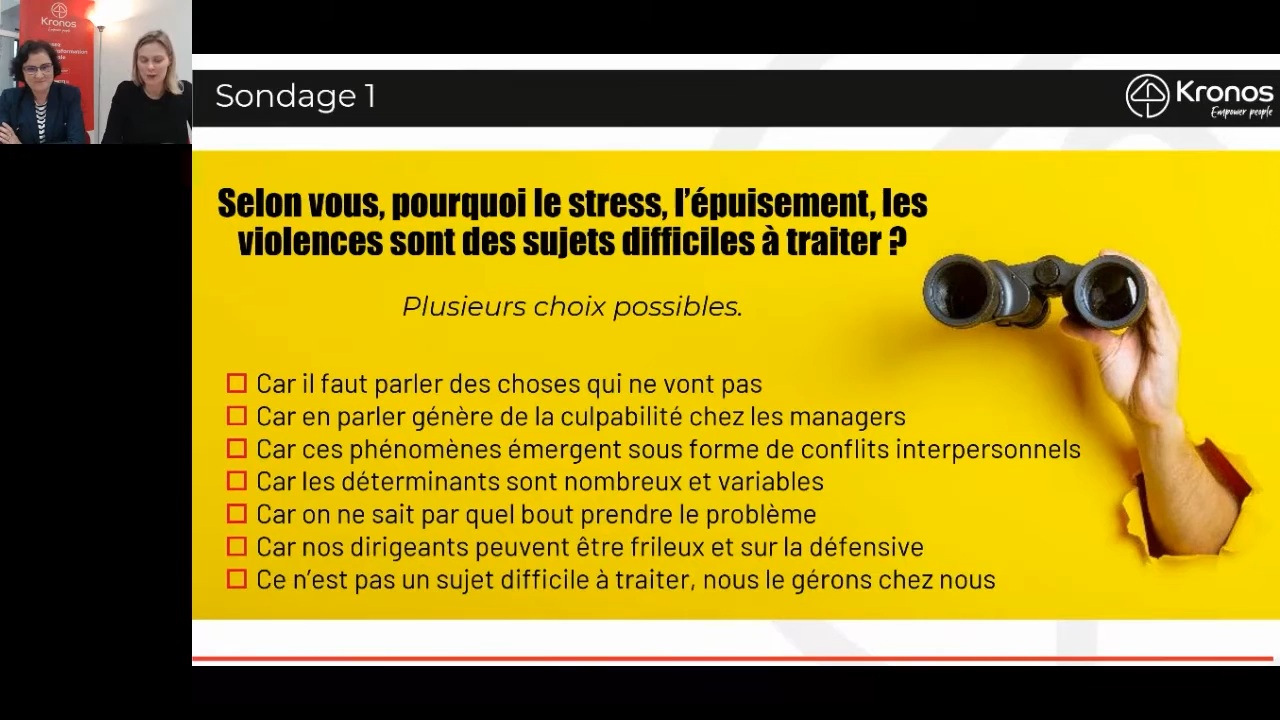 Kronos
Sondage 1
Kronos
Empower people
Selon vous, pourquoi le stress, l'épuisement, les
violences sont des sujets difficiles à traiter ?
Plusieurs choix possibles.
Car il faut parler des choses qui ne vont pas
Car en parler génère de la culpabilité chez les managers
Car ces phénomènes émergent sous forme de conflits interpersonnels
Car les déterminants sont nombreux et variables
Car on ne sait par quel bout prendre le problème
Car nos dirigeants peuvent être frileux et sur la défensive
Ce n'est pas un sujet difficile à traiter, nous le gérons chez nous